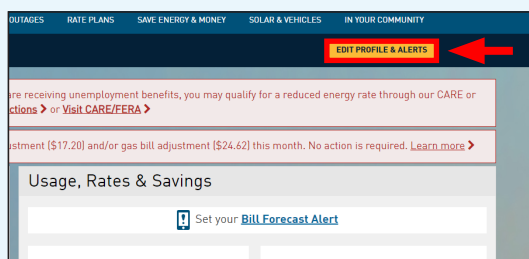 OUTAGES RATE PLANS SAVE ENERGY & MONEY SOLAR & VEHICLES IN YOUR COMMUNITY
EDIT PROFILE & ALERTS
are receiving unemployment benefits, you may qualify for a reduced energy rate through our CARE or
ctions > or Visit CARE/FERA >
ustment ($17.20) and/or gas bill adjustment ($24.62) this month. No action is required. Learn more >
Usage, Rates & Savings
Set your Bill Forecast Alert